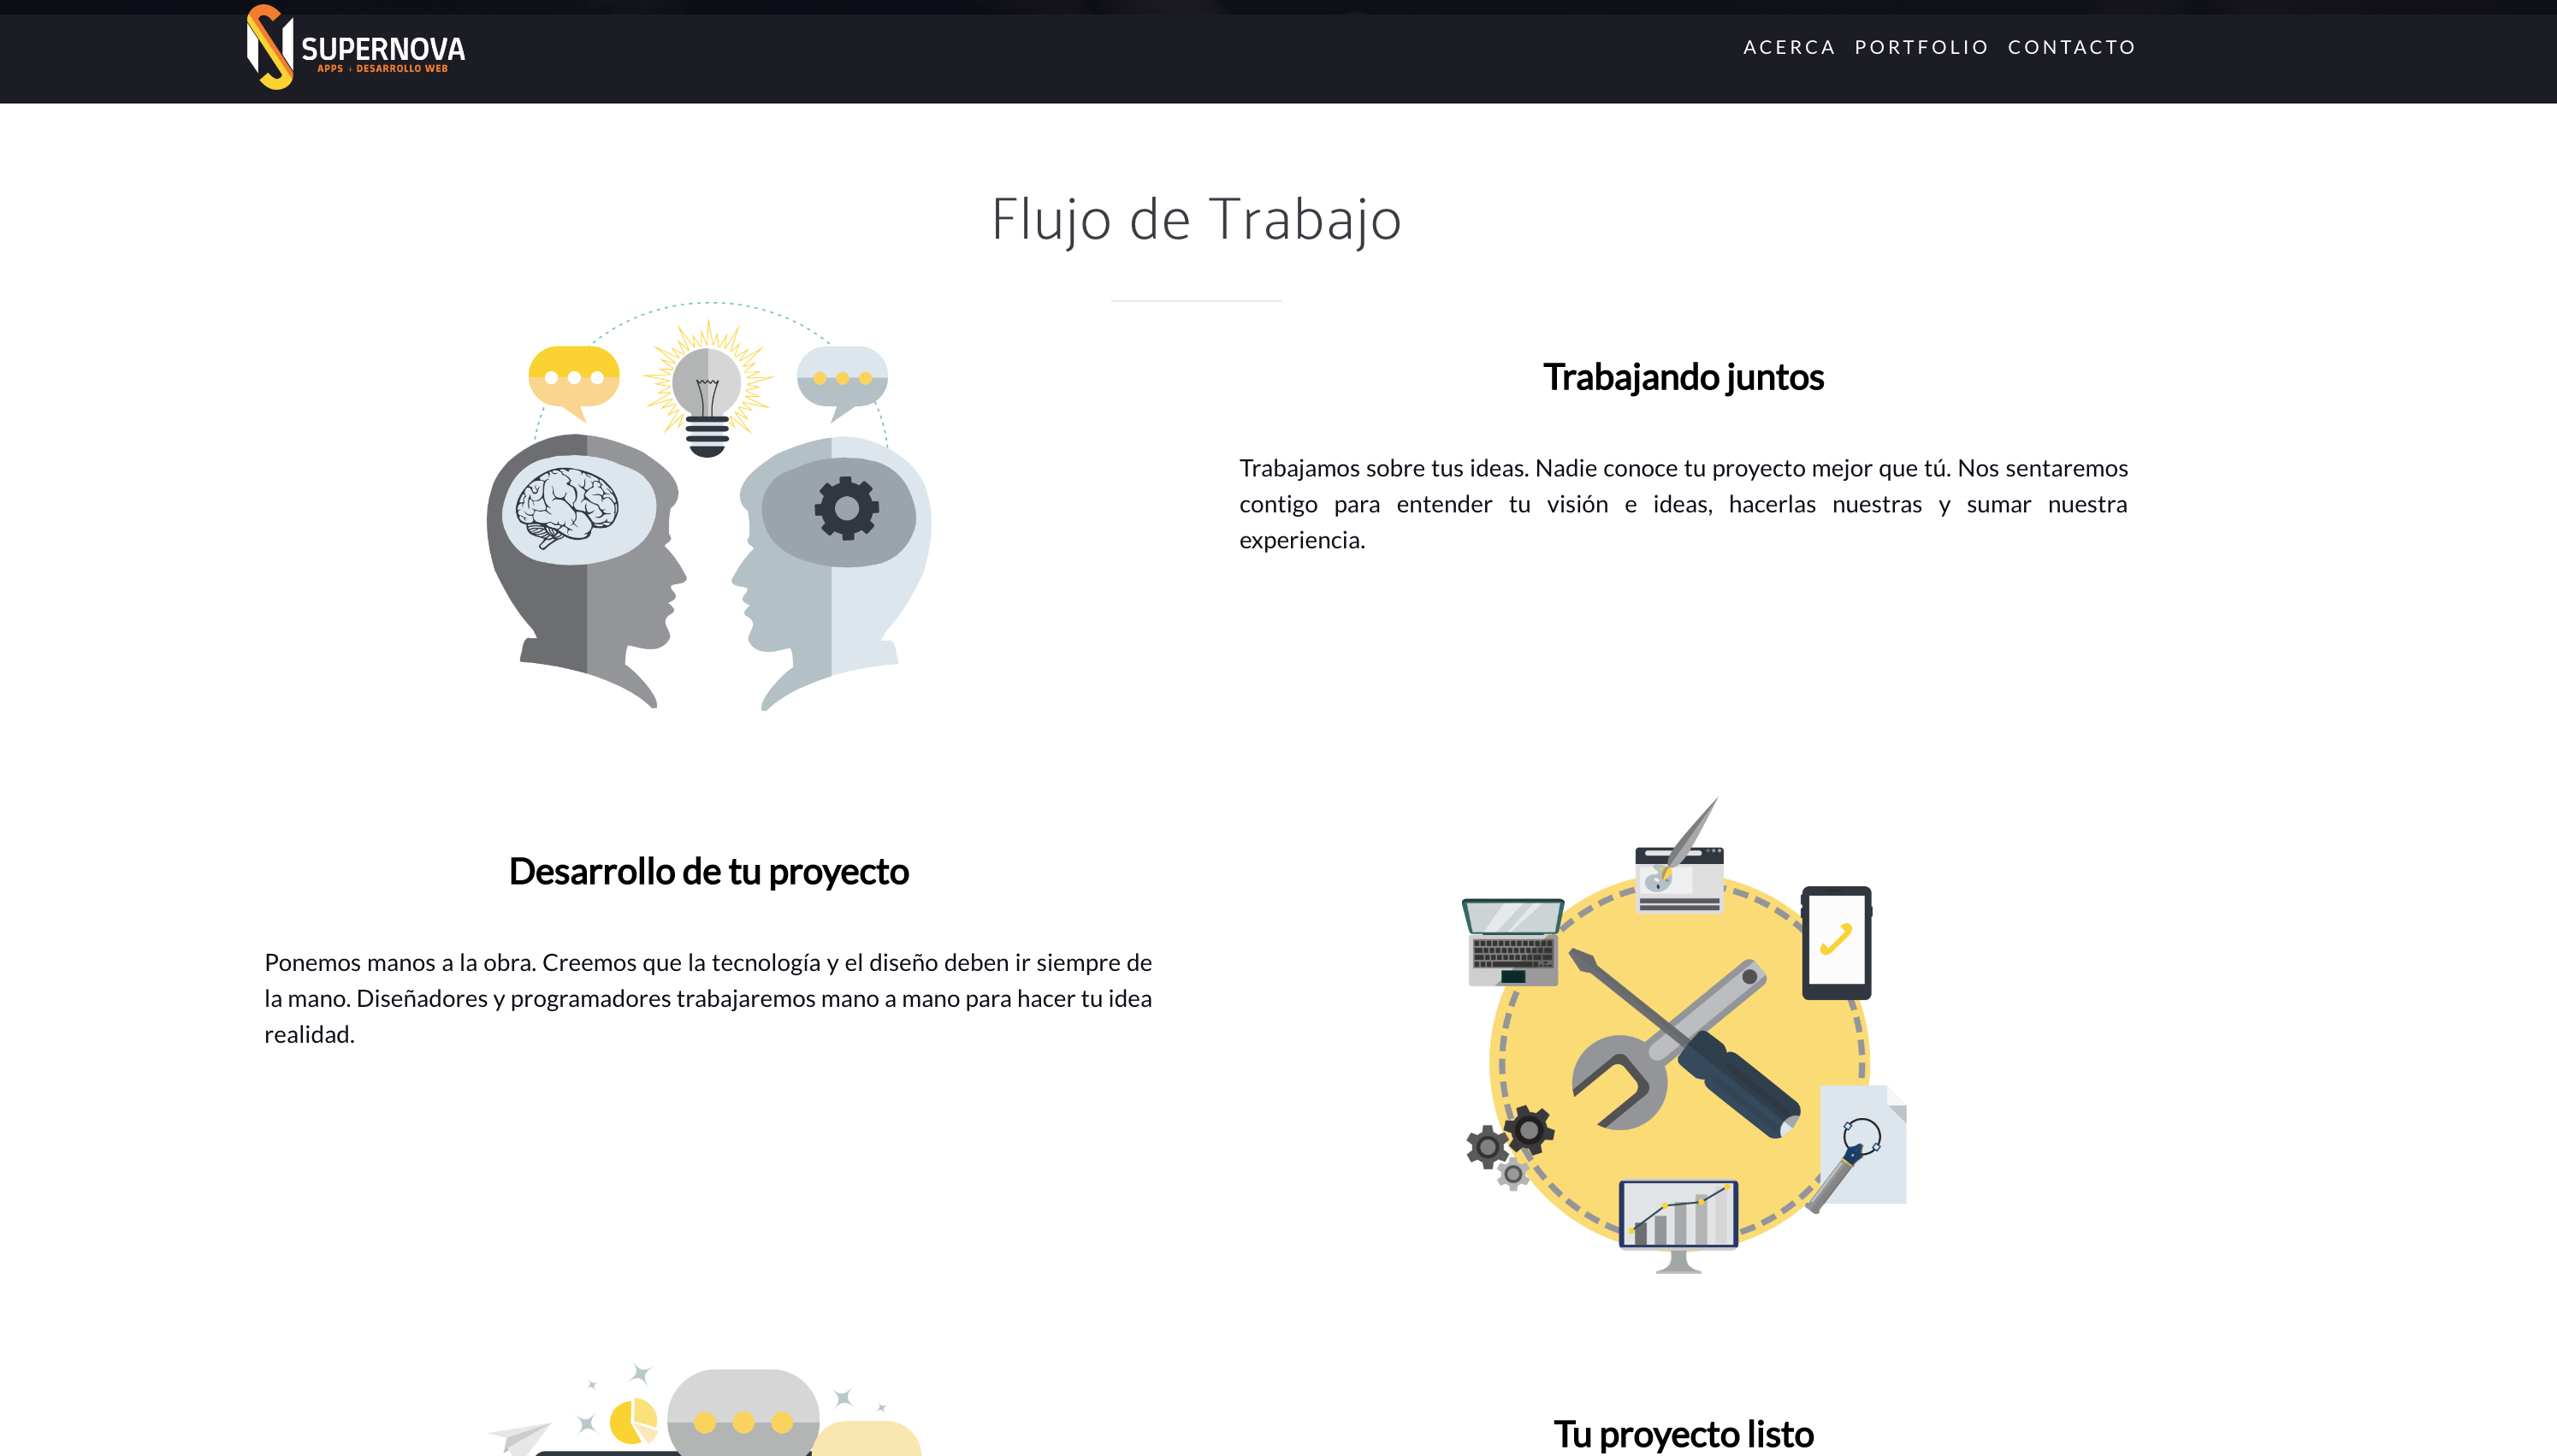 SUPERNOVA
APPS + DESARROLLO WEB
ACERCA PORTFOLIO CONTACTO
Flujo de Trabajo
Trabajando juntos
Trabajamos sobre tus ideas. Nadie conoce tu proyecto mejor que tú. Nos sentaremos
contigo para entender tu visión e ideas, hacerlas nuestras y sumar nuestra
experiencia.
Desarrollo de tu proyecto
Ponemos manos a la obra. Creemos que la tecnología y el diseño deben ir siempre de
la mano. Diseñadores y programadores trabajaremos mano a mano para hacer tu idea
realidad.
Tu proyecto listo